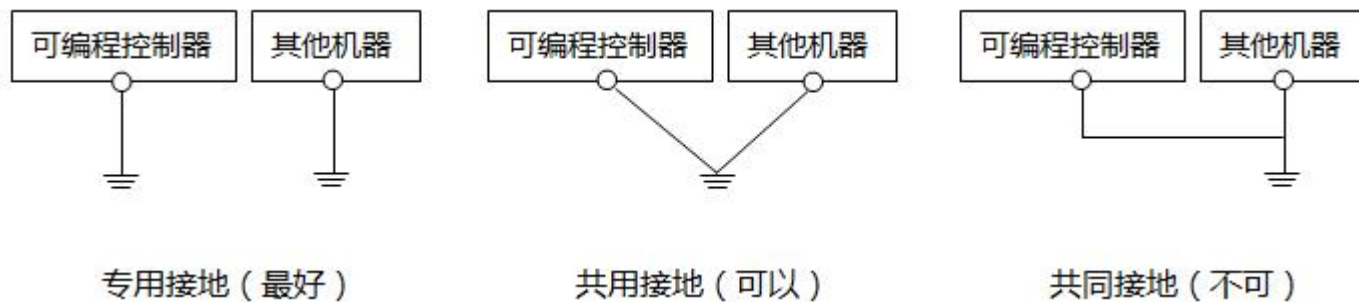 可编程控制器 其他机器 可编程控制器 其他机器 可编程控制器 其他机器
专用接地（最好） 共用接地（可以） 共同接地（不可）